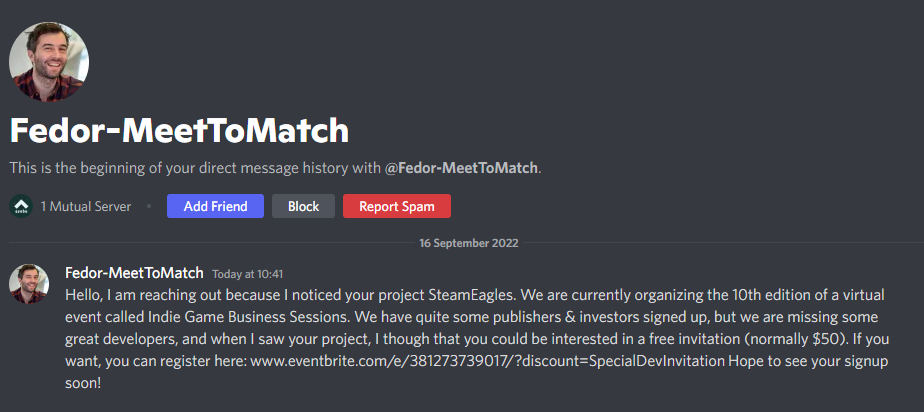 Fedor-MeetToMatch
This is the beginning of your direct message history with @Fedor-MeetToMatch.
1 Mutual Server • Add Friend Block Report Spam
16 September 2022
Fedor-MeetToMatch Today at 10:41
Hello, I am reaching out because I noticed your project SteamEagles. We are currently organizing the 10th edition of a virtual
event called Indie Game Business Sessions. We have quite some publishers & investors signed up, but we are missing some
great developers, and when I saw your project, I though that you could be interested in a free invitation (normally $50). If you
want, you can register here: www.eventbrite.com/e/381273739017/?discount=SpecialDevInvitation Hope to see your signup
soon!